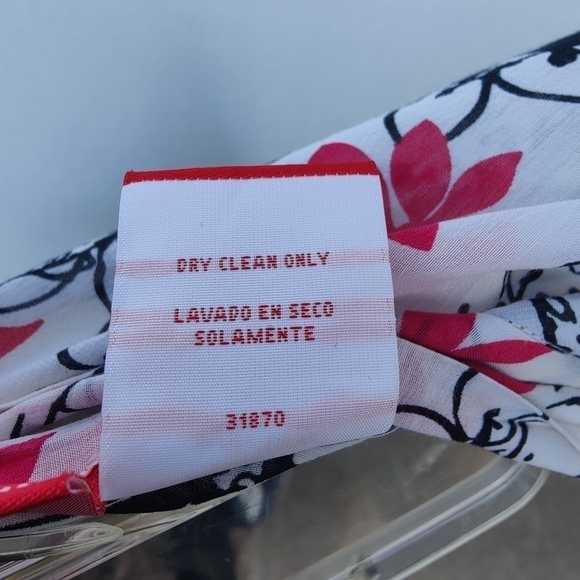 DRY CLEAN ONLY
LAVADO EN SECO
SOLAMENTE
31870